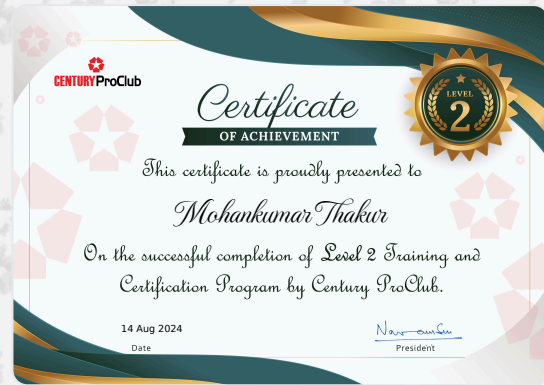 CENTURY ProClub
LEVEL
2
Certificate
OF ACHIEVEMENT
This certificate is proudly presented to
Mohankumar Thakur
On the successful completion of Level 2 Training and
Certification Program by Century ProClub.
14 Aug 2024
Date
President